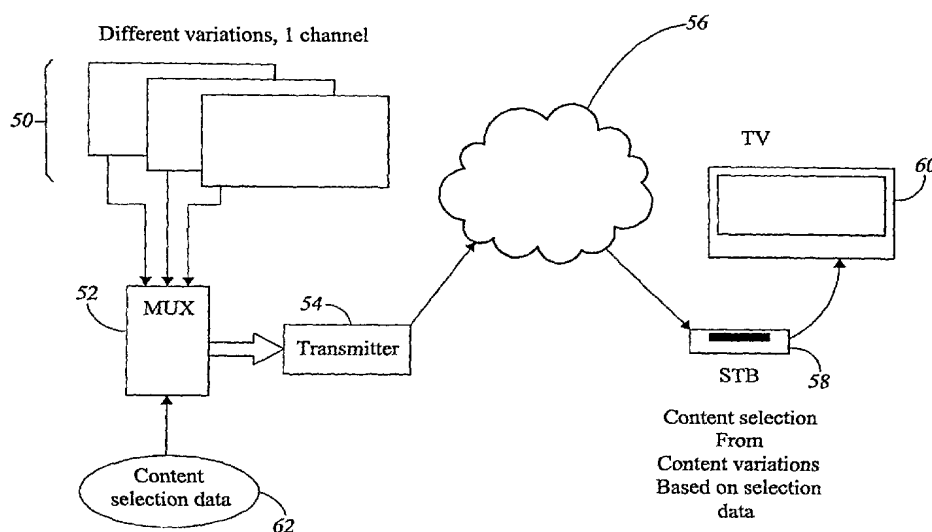 Different variations, 1 channel
56
50
TV
60
52
MUX
54
Transmitter
STB
58
Content selection
From
Content variations
Based on selection
data
Content
selection data
62